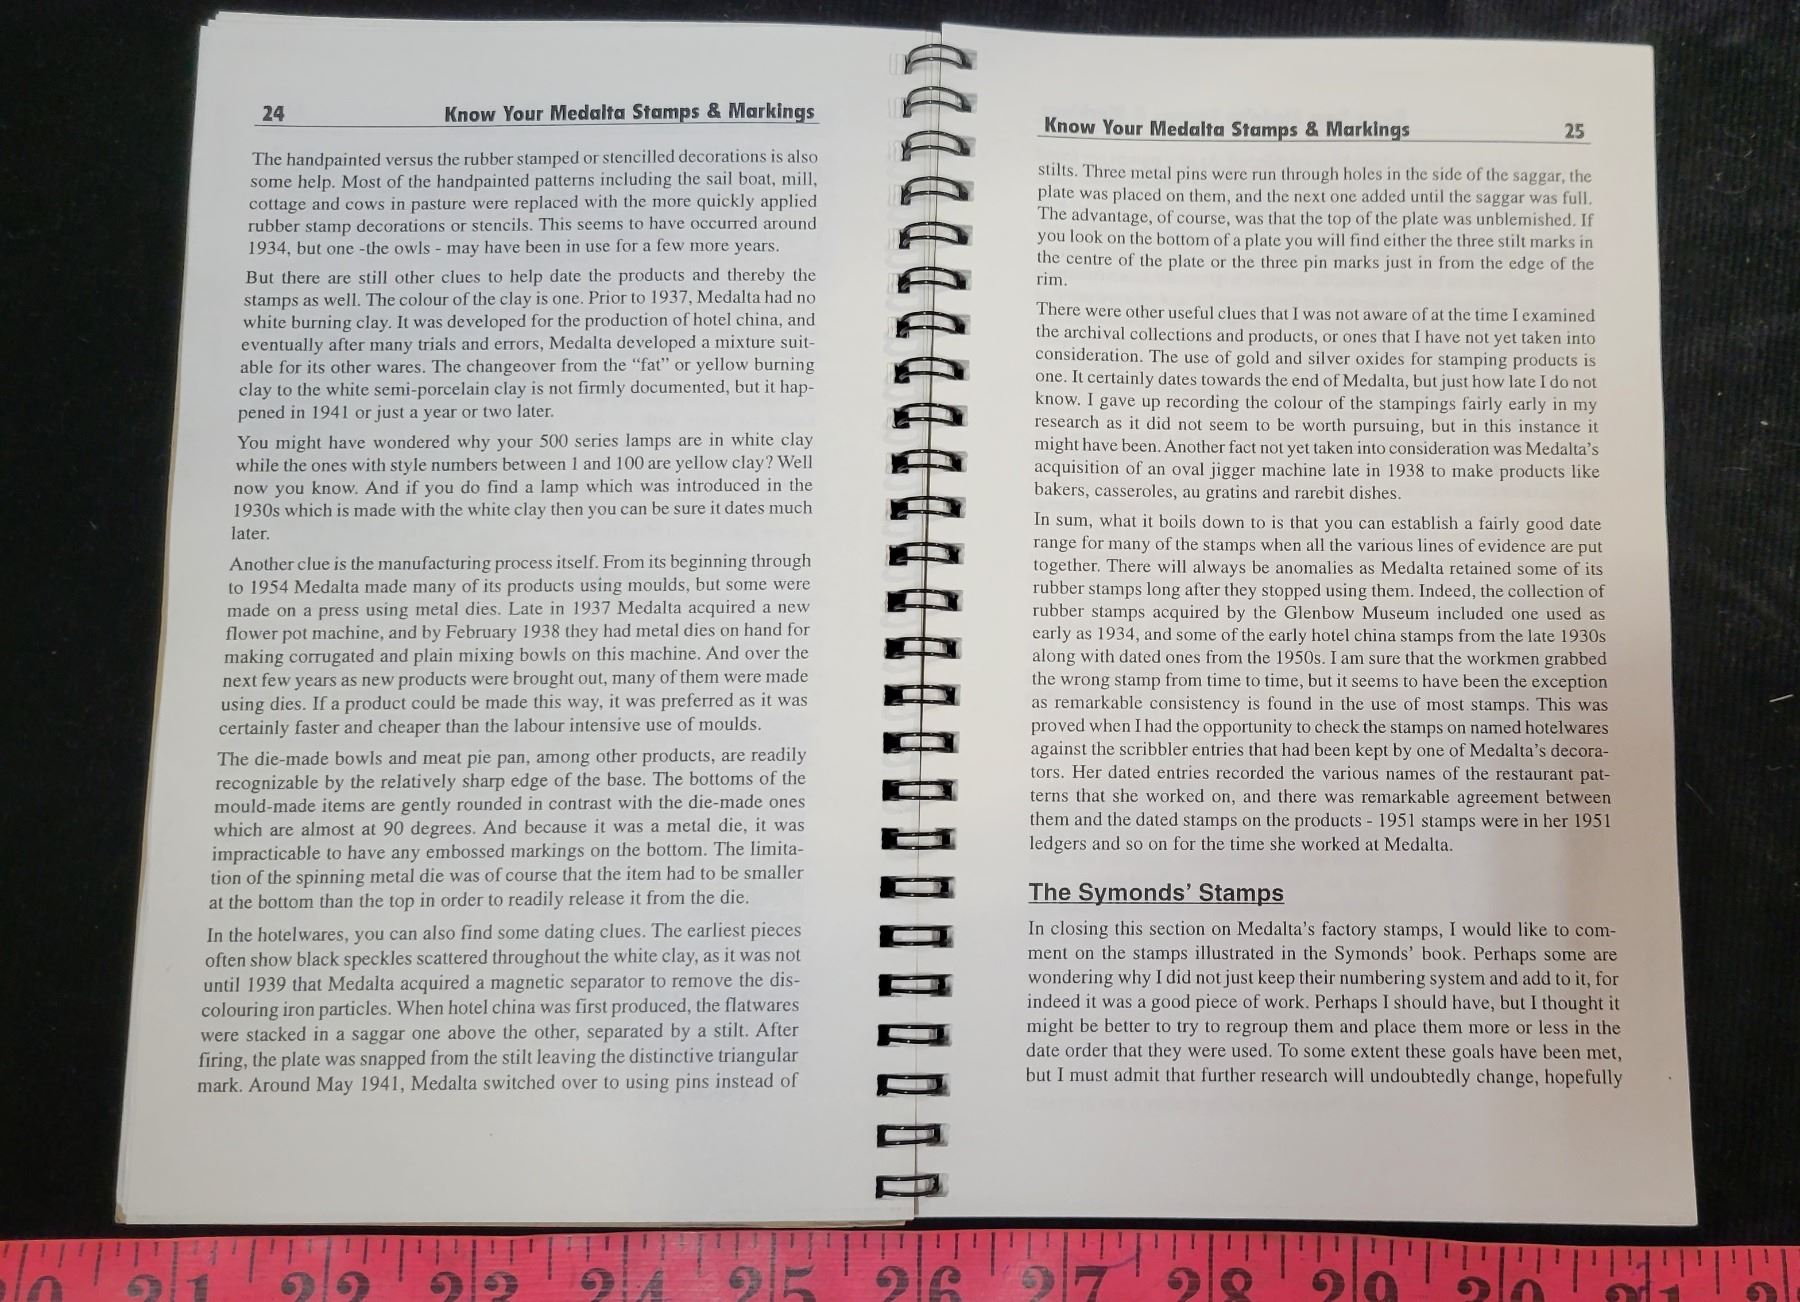 24 Know Your Medalta Stamps & Markings
The handpainted versus the rubber stamped or stencilled decorations is also
some help. Most of the handpainted patterns including the sail boat, mill,
cottage and cows in pasture were replaced with the more quickly applied
rubber stamp decorations or stencils. This seems to have occurred around
1934, but one -the owls - may have been in use for a few more years.
But there are still other clues to help date the products and thereby the
stamps as well. The colour of the clay is one. Prior to 1937, Medalta had no
white burning clay. It was developed for the production of hotel china, and
eventually after many trials and errors, Medalta developed a mixture suit-
able for its other wares. The changeover from the “fat” or yellow burning
clay to the white semi-porcelain clay is not firmly documented, but it hap-
pened in 1941 or just a year or two later.
You might have wondered why your 500 series lamps are in white clay
while the ones with style numbers between 1 and 100 are yellow clay? Well
now you know. And if you do find a lamp which was introduced in the
1930s which is made with the white clay then you can be sure it dates much
later.
Another clue is the manufacturing process itself. From its beginning through
to 1954 Medalta made many of its products using moulds, but some were
made on a press using metal dies. Late in 1937 Medalta acquired a new
flower pot machine, and by February 1938 they had metal dies on hand for
making corrugated and plain mixing bowls on this machine. And over the
next few years as new products were brought out, many of them were made
using dies. If a product could be made this way, it was preferred as it was
certainly faster and cheaper than the labour intensive use of moulds.
The die-made bowls and meat pie pan, among other products, are readily
recognizable by the relatively sharp edge of the base. The bottoms of the
mould-made items are gently rounded in contrast with the die-made ones
which are almost at 90 degrees. And because it was a metal die, it was
impracticable to have any embossed markings on the bottom. The limita-
tion of the spinning metal die was of course that the item had to be smaller
at the bottom than the top in order to readily release it from the die.
In the hotelwares, you can also find some dating clues. The earliest pieces
often show black speckles scattered throughout the white clay, as it was not
until 1939 that Medalta acquired a magnetic separator to remove the dis-
colouring iron particles. When hotel china was first produced, the flatwares
were stacked in a saggar one above the other, separated by a stilt. After
firing, the plate was snapped from the stilt leaving the distinctive triangular
mark. Around May 1941, Medalta switched over to using pins instead of
Know Your Medalta Stamps & Markings 25
stilts. Three metal pins were run through holes in the side of the saggar, the
plate was placed on them, and the next one added until the saggar was full.
The advantage, of course, was that the top of the plate was unblemished. If
you look on the bottom of a plate you will find either the three stilt marks in
the centre of the plate or the three pin marks just in from the edge of the
rim.
There were other useful clues that I was not aware of at the time I examined
the archival collections and products, or ones that I have not yet taken into
consideration. The use of gold and silver oxides for stamping products is
one. It certainly dates towards the end of Medalta, but just how late I do not
know. I gave up recording the colour of the stampings fairly early in my
research as it did not seem to be worth pursuing, but in this instance it
might have been. Another fact not yet taken into consideration was Medalta’s
acquisition of an oval jigger machine late in 1938 to make products like
bakers, casseroles, au gratins and rarebit dishes.
In sum, what it boils down to is that you can establish a fairly good date
range for many of the stamps when all the various lines of evidence are put
together. There will always be anomalies as Medalta retained some of its
rubber stamps long after they stopped using them. Indeed, the collection of
rubber stamps acquired by the Glenbow Museum included one used as
early as 1934, and some of the early hotel china stamps from the late 1930s
along with dated ones from the 1950s. I am sure that the workmen grabbed
the wrong stamp from time to time, but it seems to have been the exception
as remarkable consistency is found in the use of most stamps. This was
proved when I had the opportunity to check the stamps on named hotelwares
against the scribbler entries that had been kept by one of Medalta’s decora-
tors. Her dated entries recorded the various names of the restaurant pat-
terns that she worked on, and there was remarkable agreement between
them and the dated stamps on the products - 1951 stamps were in her 1951
ledgers and so on for the time she worked at Medalta.
The Symonds’ Stamps
In closing this section on Medalta’s factory stamps, I would like to com-
ment on the stamps illustrated in the Symonds’ book. Perhaps some are
wondering why I did not just keep their numbering system and add to it, for
indeed it was a good piece of work. Perhaps I should have, but I thought it
might be better to try to regroup them and place them more or less in the
date order that they were used. To some extent these goals have been met,
but I must admit that further research will undoubtedly change, hopefully
21 22 23 24 25 26 27 28 29